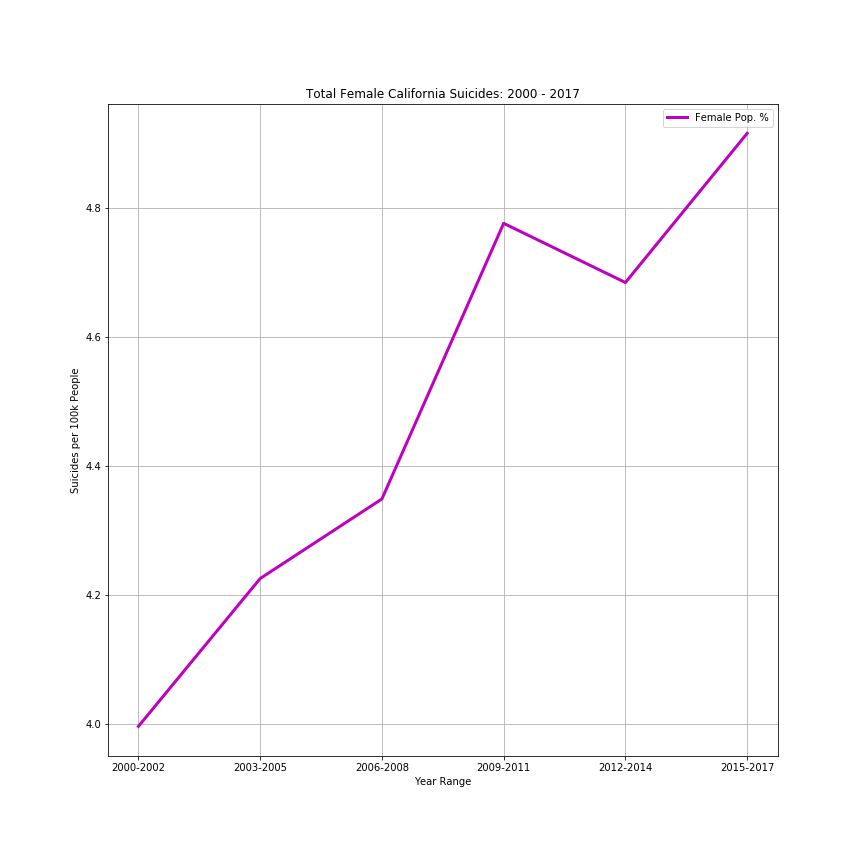 Total Female California Suicides: 2000 - 2017
Female Pop. %
Suicides per 100k People
4.8
4.6
4.4
4.2
4.0
2000-2002
2003-2005
2006-2008
2009-2011
2012-2014
2015-2017
Year Range